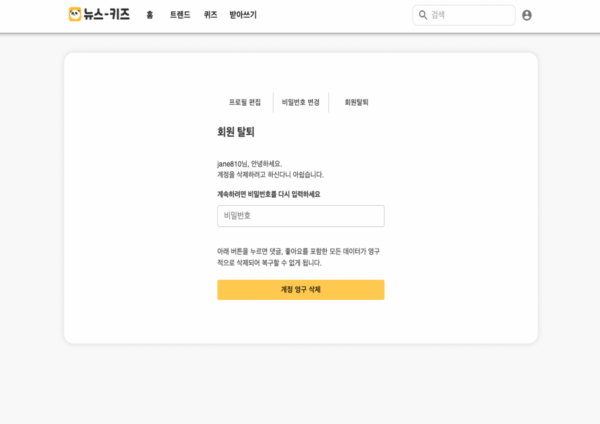 뉴스-키즈 홈 트렌드 퀴즈 받아쓰기 검색
프로필 편집 비밀번호 변경 회원탈퇴
회원 탈퇴
jane810님, 안녕하세요.
계정을 삭제하려고 하신다니 아쉽습니다.
계속하려면 비밀번호를 다시 입력하세요
비밀번호
아래 버튼을 누르면 댓글, 좋아요를 포함한 모든 데이터가 영구
적으로 삭제되어 복구할 수 없게 됩니다.
계정 영구 삭제